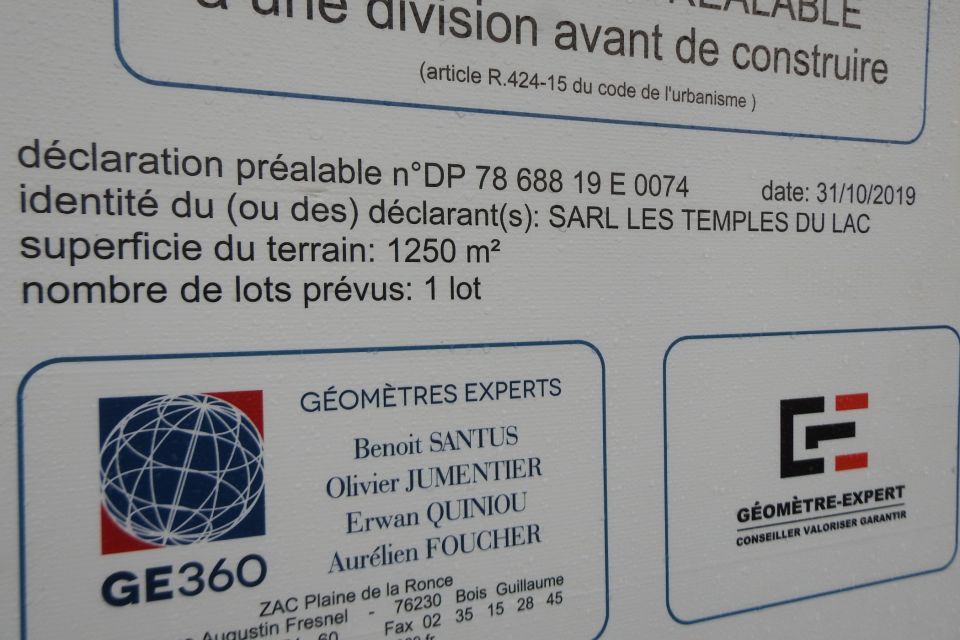 PRÉALABLE
d'une division avant de construire
(article R.424-15 du code de l'urbanisme )
déclaration préalable n°DP 78 688 19 E 0074 date: 31/10/2019
identité du (ou des) déclarant(s): SARL LES TEMPLES DU LAC
superficie du terrain: 1250 m²
nombre de lots prévus: 1 lot
GÉOMÈTRES EXPERTS
Benoit SANTUS
Olivier JUMENTIER
Erwan QUINIOU
Aurélien FOUCHER
GE360
ZAC Plaine de la Ronce
Augustin Fresnel - 76230 Bois Guillaume
60 Fax 02 35 15 28 45
GÉOMÈTRE-EXPERT
CONSEILLER VALORISER GARANTIR